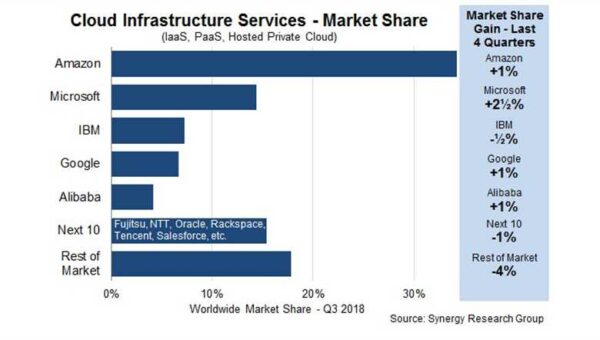 Cloud Infrastructure Services - Market Share
(IaaS, PaaS, Hosted Private Cloud)
Amazon
Microsoft
IBM
Google
Alibaba
Next 10
Fujitsu, NTT, Oracle, Rackspace,
Tencent, Salesforce, etc.
Rest of
Market
0%
10%
20%
30%
Worldwide Market Share - Q3 2018
Market Share
Gain - Last
4 Quarters
Amazon
+1%
Microsoft
+2½%
IBM
-½%
Google
+1%
Alibaba
+1%
Next 10
-1%
Rest of Market
-4%
Source: Synergy Research Group